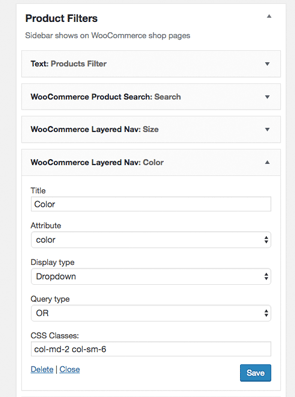 Product Filters
Sidebar shows on WooCommerce shop pages
Text: Products Filter
WooCommerce Product Search: Search
WooCommerce Layered Nav: Size
WooCommerce Layered Nav: Color
Title
Color
Attribute
color
Display type
Dropdown
Query type
OR
CSS Classes:
col-md-2 col-sm-6
Delete | Close
Save